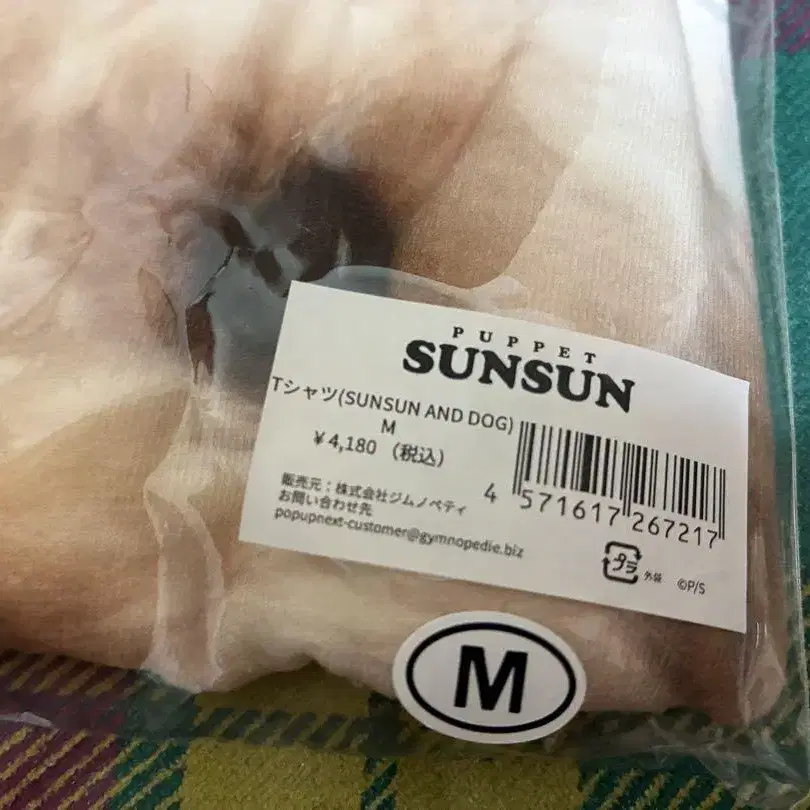 PUPPET
SUNSUN
Tシャツ(SUNSUN AND DOG)
M
¥4,180 (税込)
販売元:株式会社ジムノペティ
お問い合わせ先
popupnext-customer@gymnopedie.biz
4 571617 267217
プラ 外袋 ©P/S
M